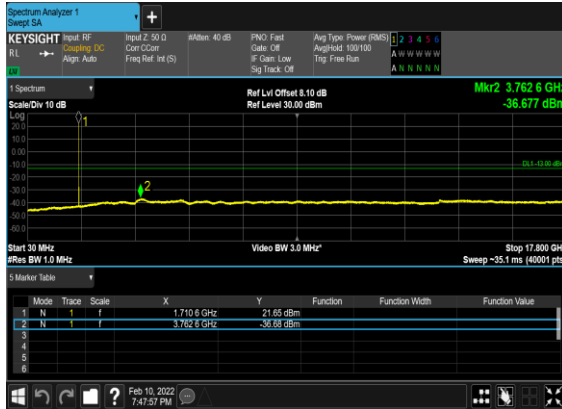 Spectrum Analyzer 1
Swept SA
+
KEYSIGHT Input: RF Input Z: 50 Ω #Atten: 40 dB PNO: Fast Avg Type: Power (RMS) 1 2 3 4 5 6
RL Coupling: DC Corr CCorr Gate: Off Avg|Hold: 100/100 A W W W W W
Align: Auto Freq Ref: Int (S) IF Gain: Low Trig: Free Run
LU Sig Track: Off A N N N N N
1 Spectrum Ref Lvl Offset 8.10 dB Mkr2 3.762 6 GHz
Scale/Div 10 dB Ref Level 30.00 dBm -36.677 dBm
Log
20.0
10.0
0.00
-10.0 DL1 -13.00 dBm
-20.0
-30.0
-40.0
-50.0
-60.0
1
2
Start 30 MHz Video BW 3.0 MHz* Stop 17.800 GH
#Res BW 1.0 MHz Sweep ~35.1 ms (40001 pts
5 Marker Table
Mode Trace Scale X Y Function Function Width Function Value
1 N 1 f 1.710 6 GHz 21.65 dBm
2 N 1 f 3.762 6 GHz -36.68 dBm
3
4
5
6
? Feb 10, 2022
7:47:57 PM